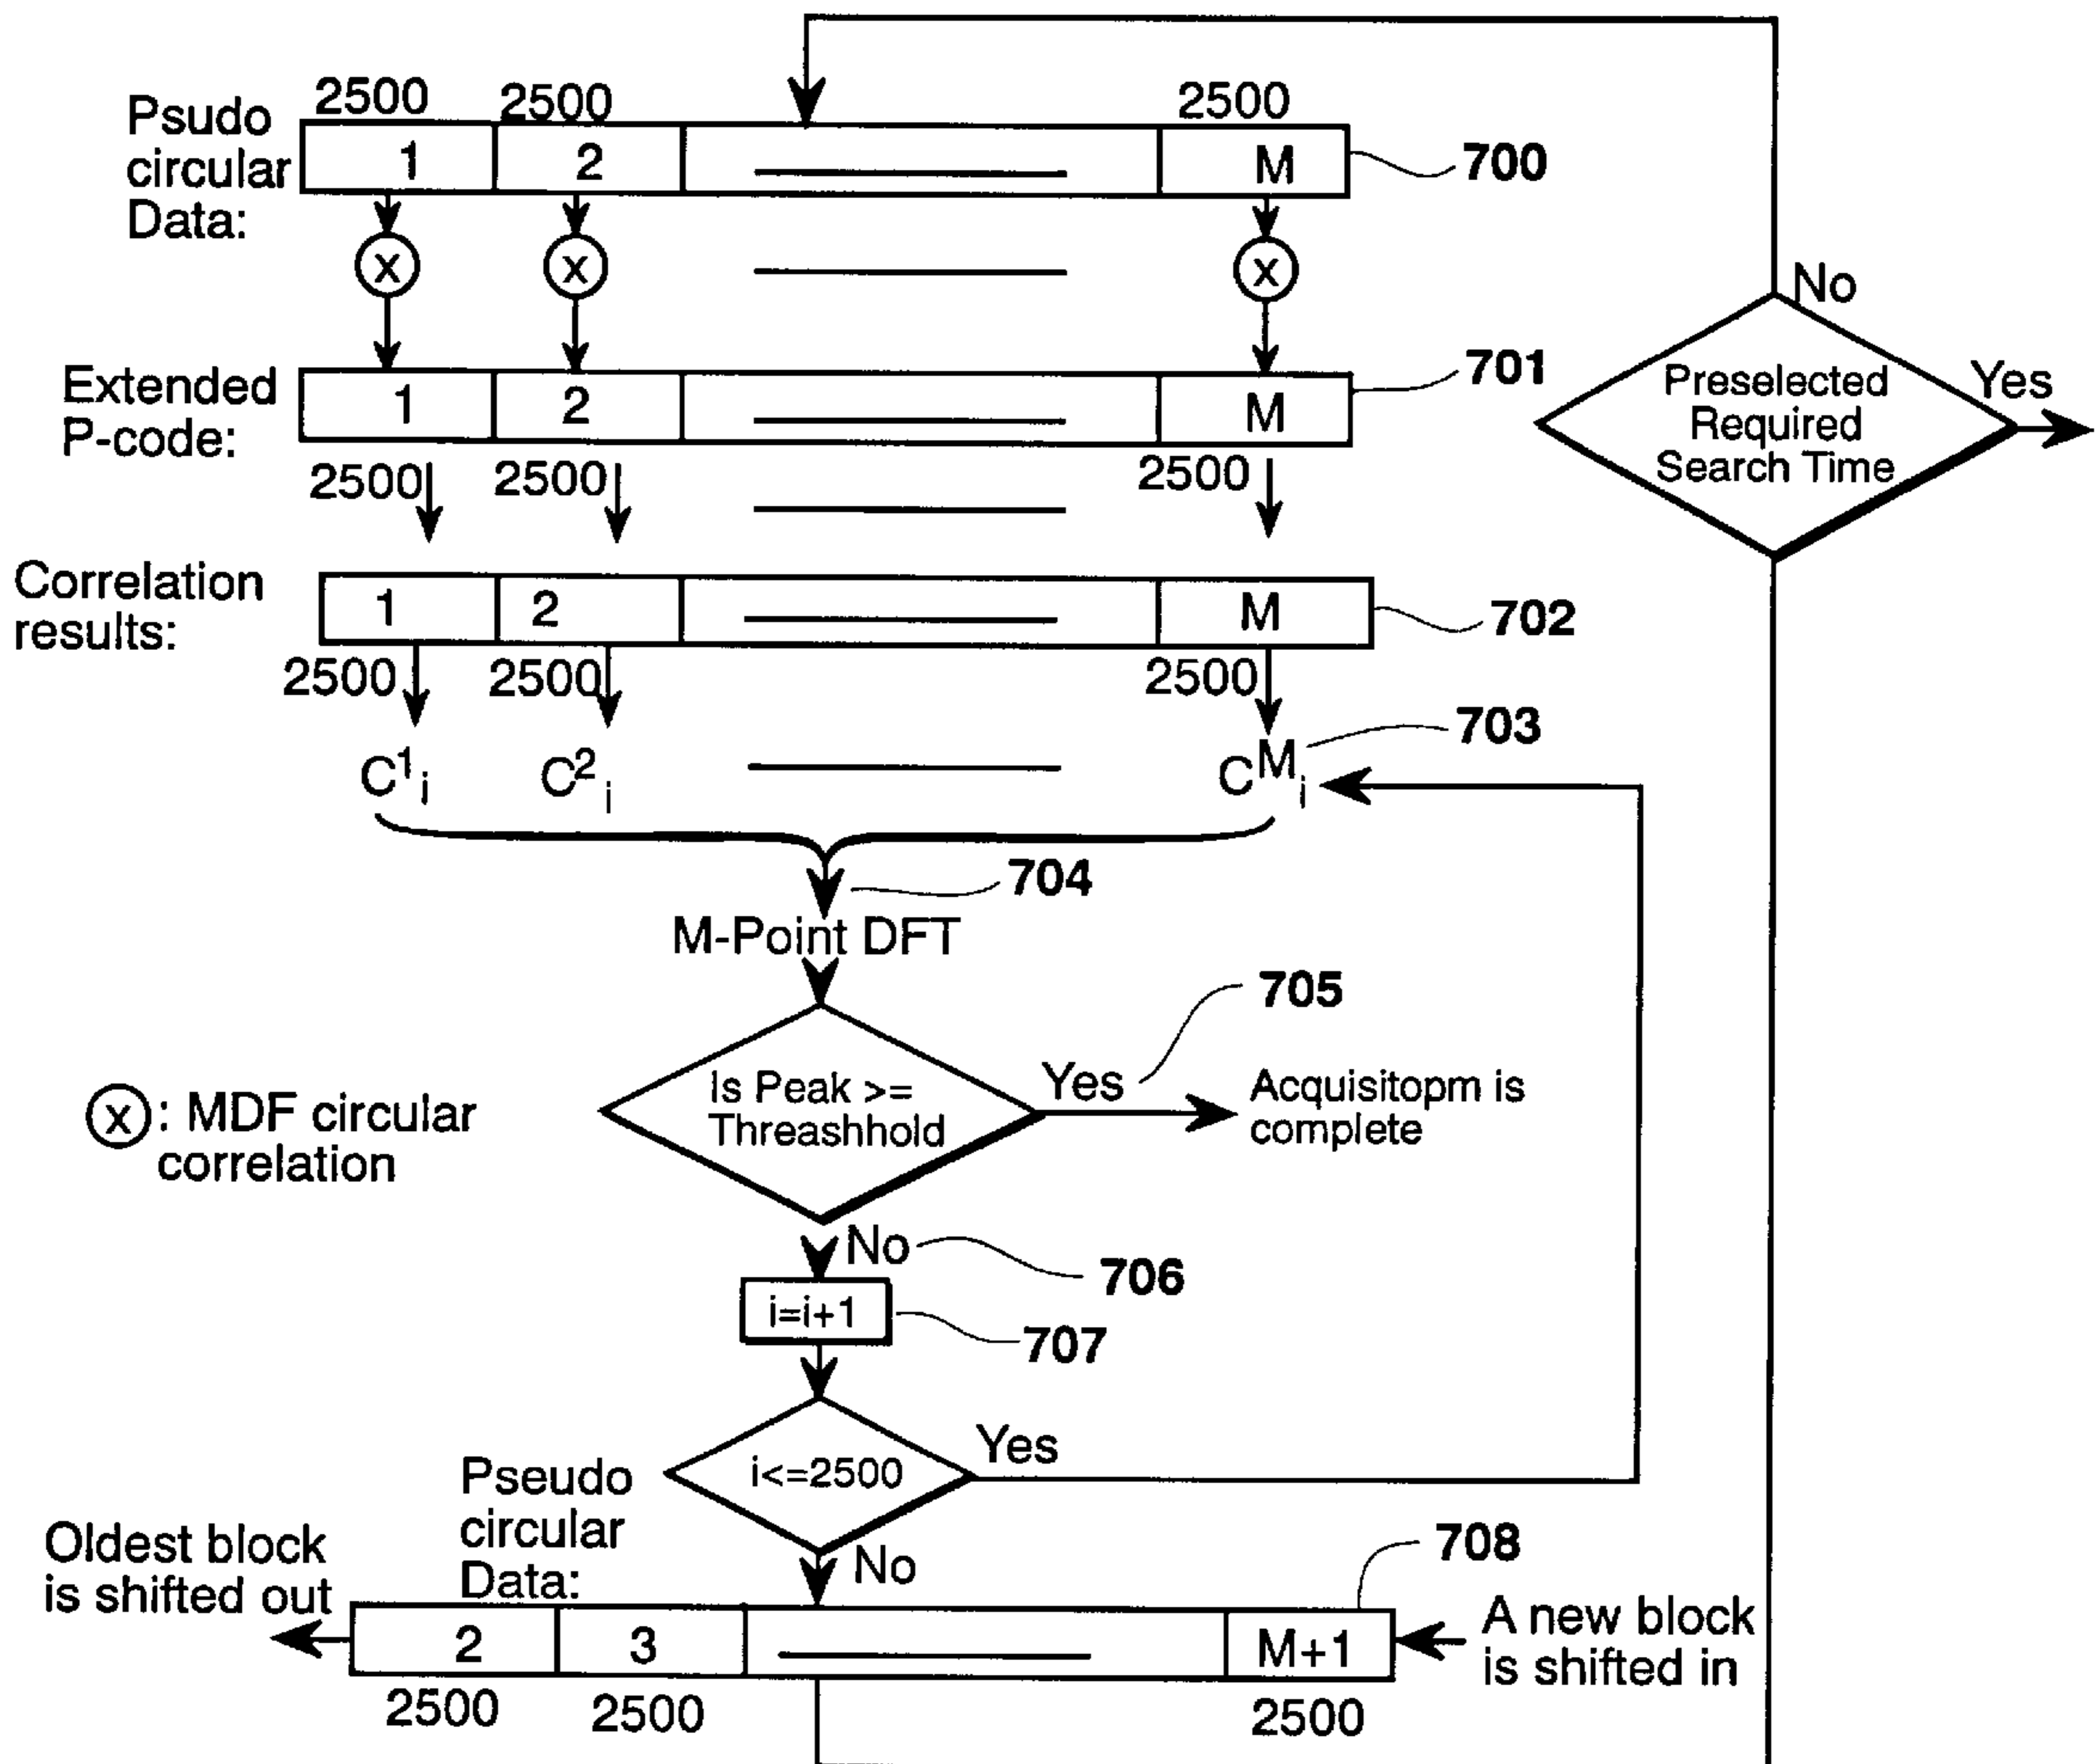 2500 2500 2500
Psudo
circular
Data:
1 2 M
700
x x x
No
Extended
P-code:
1 2 M
701
Preselected
Required
Search Time
Yes
2500 2500 2500
Correlation
results:
1 2 M
702
2500 2500 2500
703
C1i C2i CMi
704
M-Point DFT
705
Is Peak >=
Threashhold
Yes
Acquisitopm is
complete
x : MDF circular
correlation
No
706
i=i+1
707
i<=2500
Yes
No
Pseudo
circular
Data:
708
Oldest block
is shifted out
2 3 M+1
A new block
is shifted in
2500 2500 2500